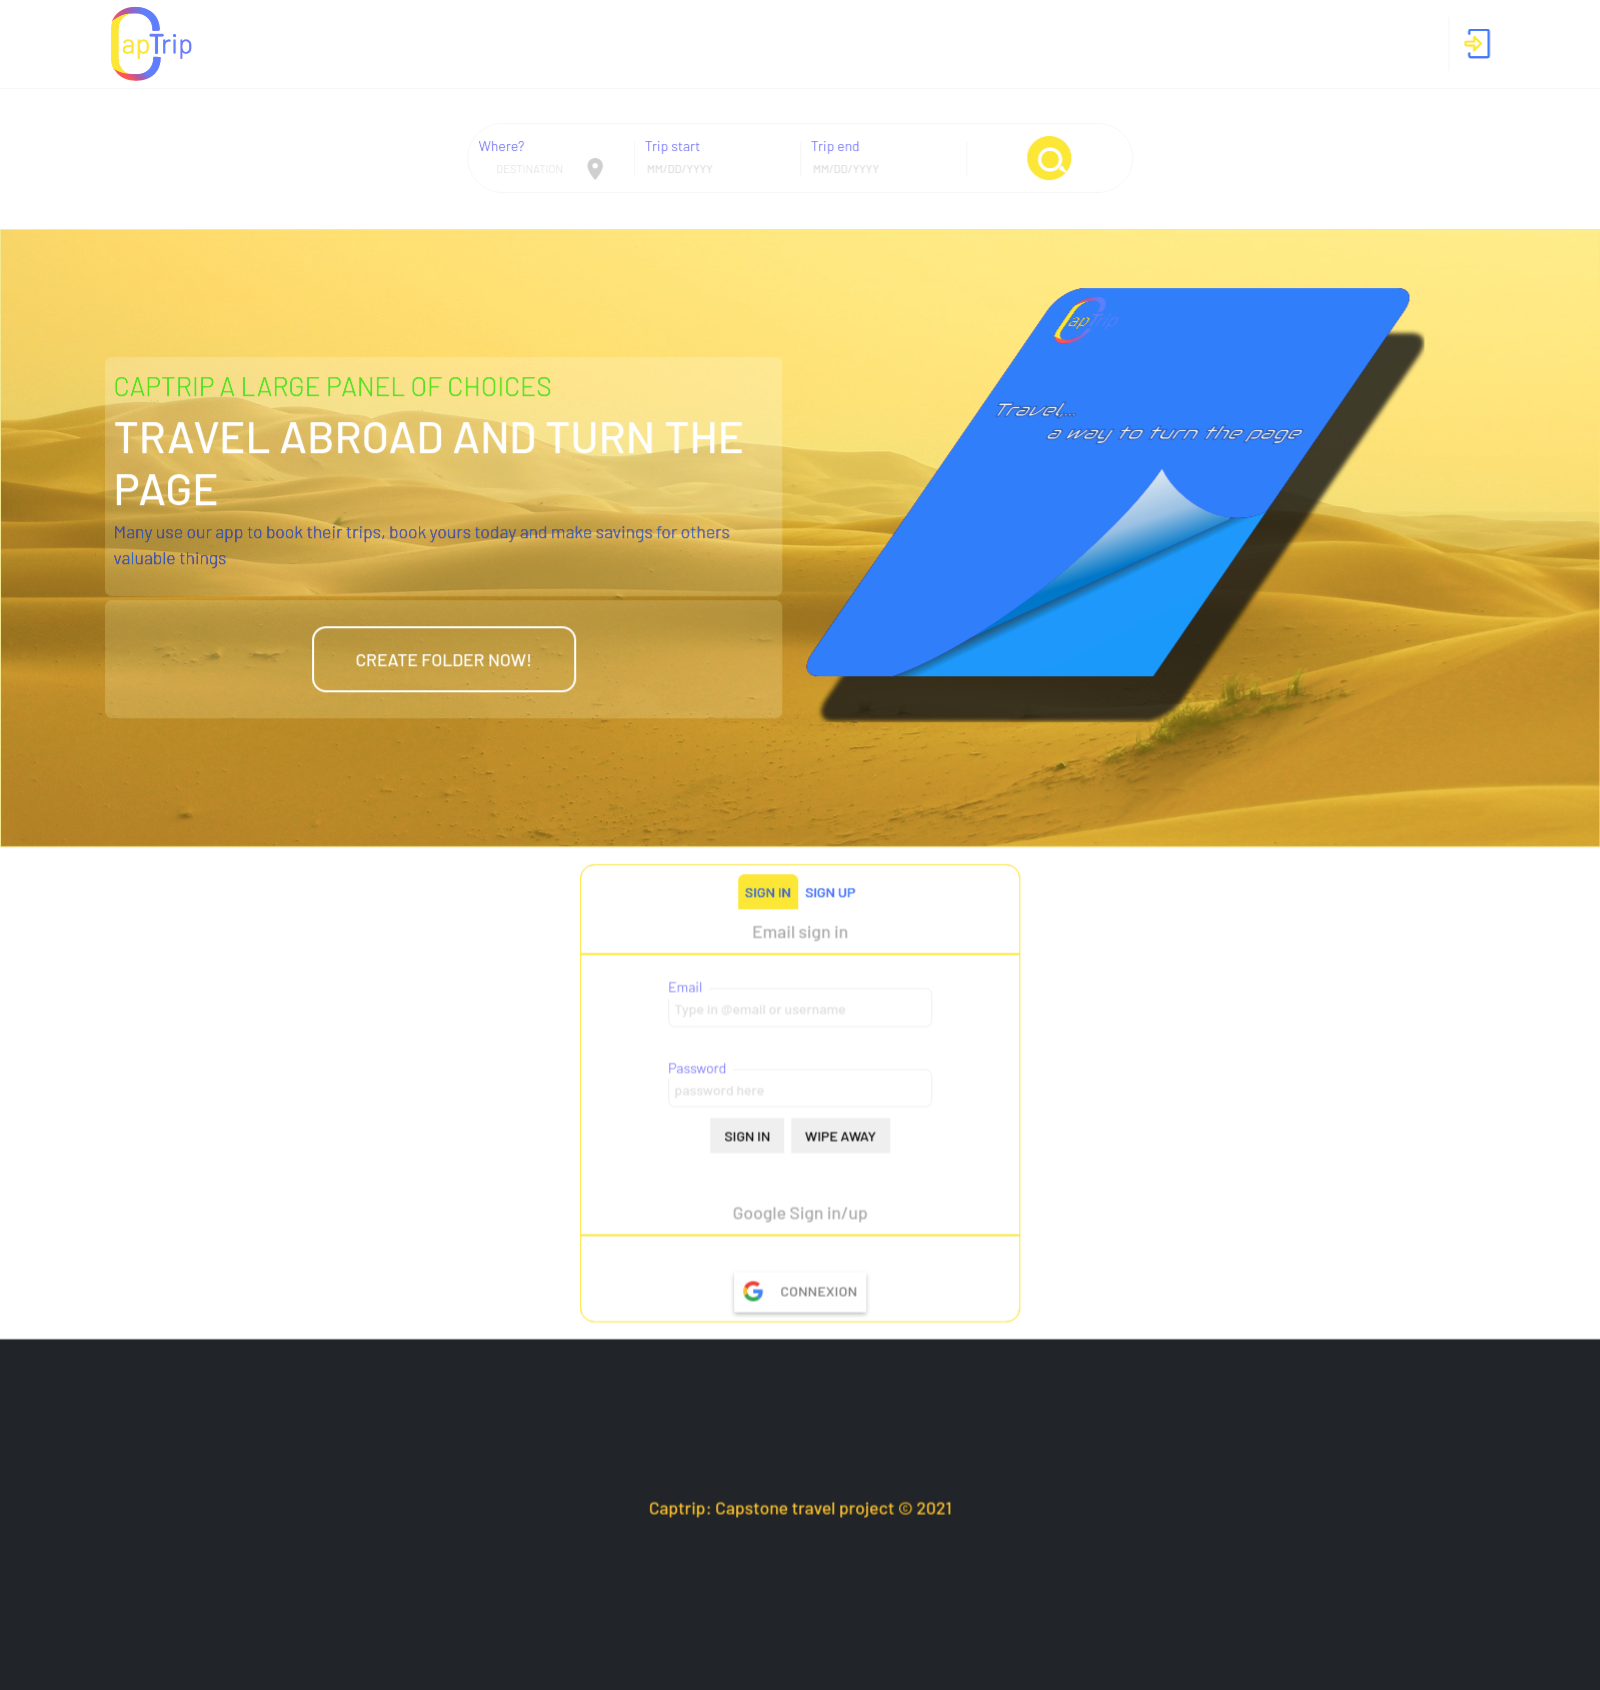 apTrip
Where?
Trip start
Trip end
DESTINATION
MM/DD/YYYY
MM/DD/YYYY
apTrip
CAPTRIP A LARGE PANEL OF CHOICES
TRAVEL ABROAD AND TURN THE
PAGE
Many use our app to book their trips, book yours today and make savings for others
valuable things
CREATE FOLDER NOW!
Travel...
a way to turn the page
SIGN IN
SIGN UP
Email sign in
Email
Type in @email or username
Password
password here
SIGN IN
WIPE AWAY
Google Sign in/up
CONNEXION
Captrip: Capstone travel project © 2021